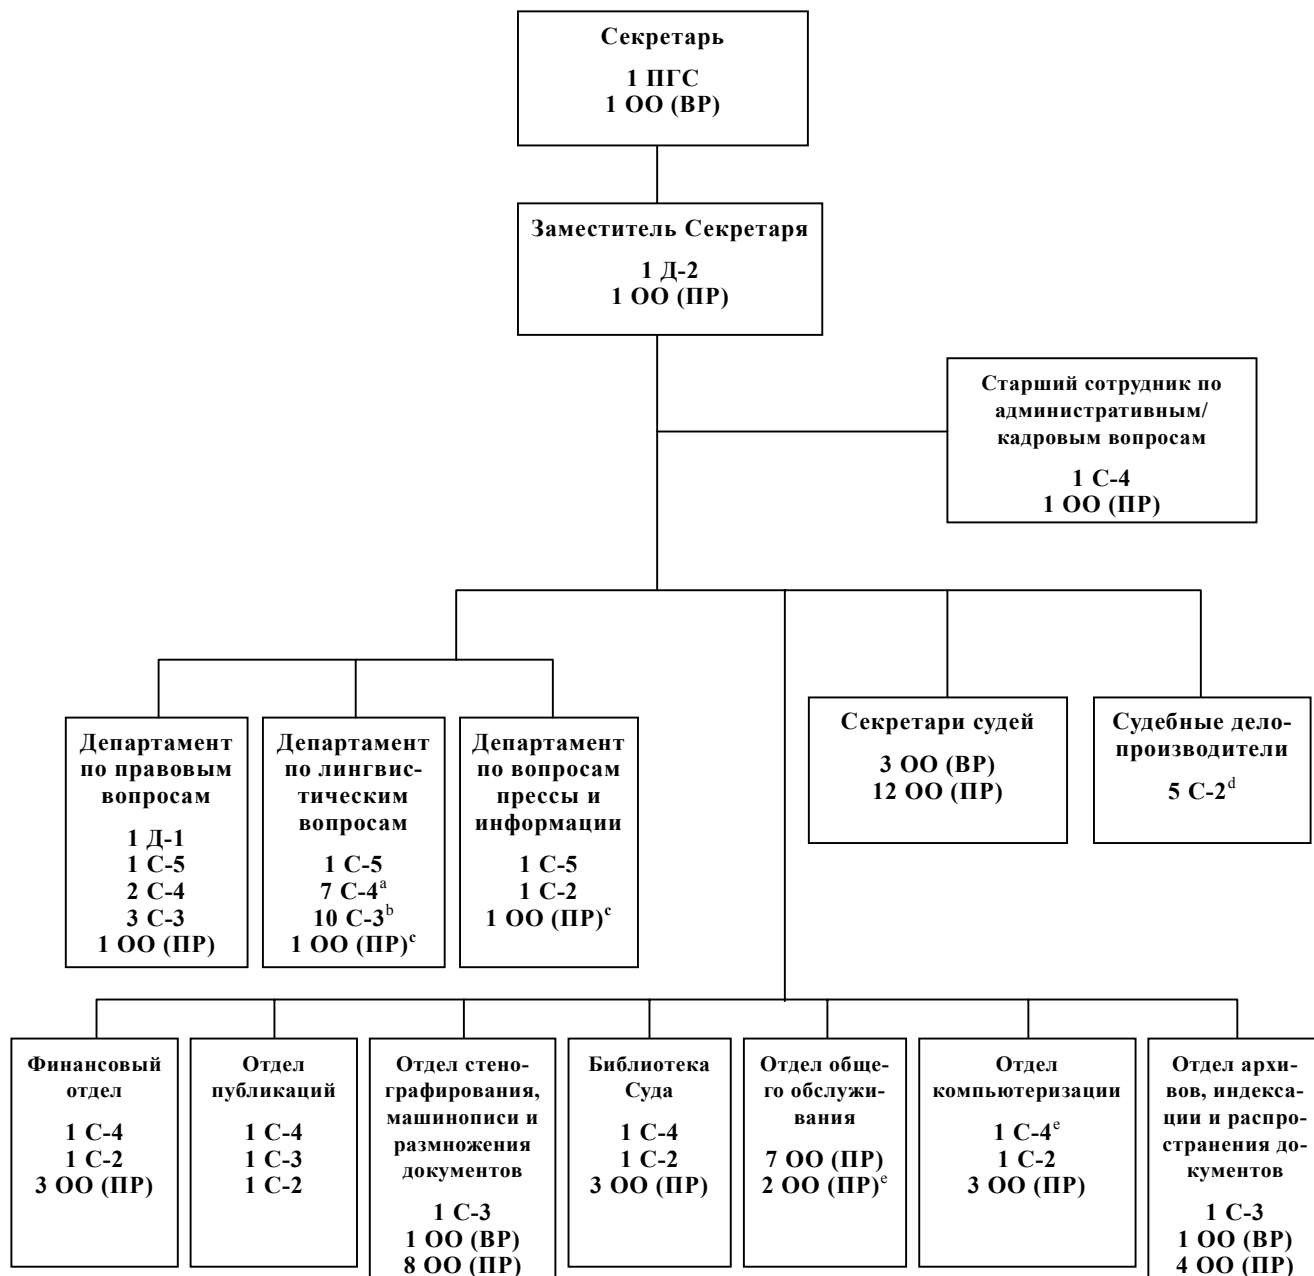 Секретарь
1 ПГС
1 ОО (ВР)
Заместитель Секретаря
1 Д-2
1 ОО (ПР)
Старший сотрудник по
административным/
кадровым вопросам
1 С-4
1 ОО (ПР)
Департамент
по правовым
вопросам
1 Д-1
1 С-5
2 С-4
3 С-3
1 ОО (ПР)
Департамент
по лингвис-
тическим
вопросам
1 С-5
7 С-4a
10 С-3b
1 ОО (ПР)c
Департамент
по вопросам
прессы и
информации
1 С-5
1 С-2
1 ОО (ПР)c
Секретари судей
3 ОО (ВР)
12 ОО (ПР)
Судебные дело-
производители
5 С-2d
Финансовый
отдел
1 С-4
1 С-2
3 ОО (ПР)
Отдел
публикаций
1 С-4
1 С-3
1 С-2
Отдел стено-
графирования,
машинописи и
размножения
документов
1 С-3
1 ОО (ВР)
8 ОО (ПР)
Библиотека
Суда
1 С-4
1 С-2
3 ОО (ПР)
Отдел обще-
го обслужи-
вания
7 ОО (ПР)
2 ОО (ПР)e
Отдел
компьютеризации
1 С-4e
1 С-2
3 ОО (ПР)
Отдел архи-
вов, индекса-
ции и распро-
странения до-
кументов
1 С-3
1 ОО (ВР)
4 ОО (ПР)